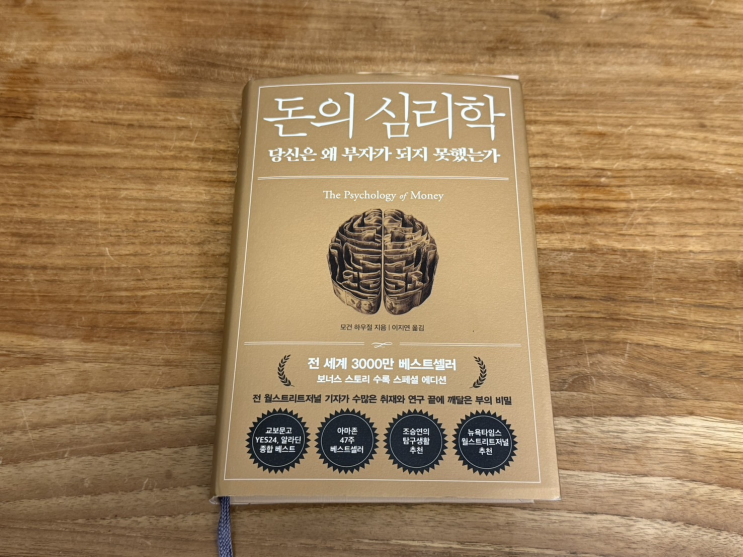 돈의 심리학
당신은 왜 부자가 되지 못했는가
The Psychology of Money
모건 하우절 지음 | 이지연 옮김
전 세계 3000만 베스트셀러
보너스 스토리 수록 스페셜 에디션
전 월스트리트저널 기자가 수많은 취재와 연구 끝에 깨달은 부의 비밀
교보문고
YES24, 알라딘
종합 베스트
아마존
47주
베스트셀러
조승연의
탐구생활
추천
뉴욕타임스
월스트리트저널
추천